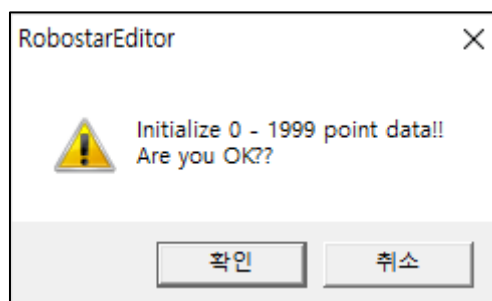 RobostarEditor
Initialize 0 - 1999 point data!!
Are you OK??
확인
취소